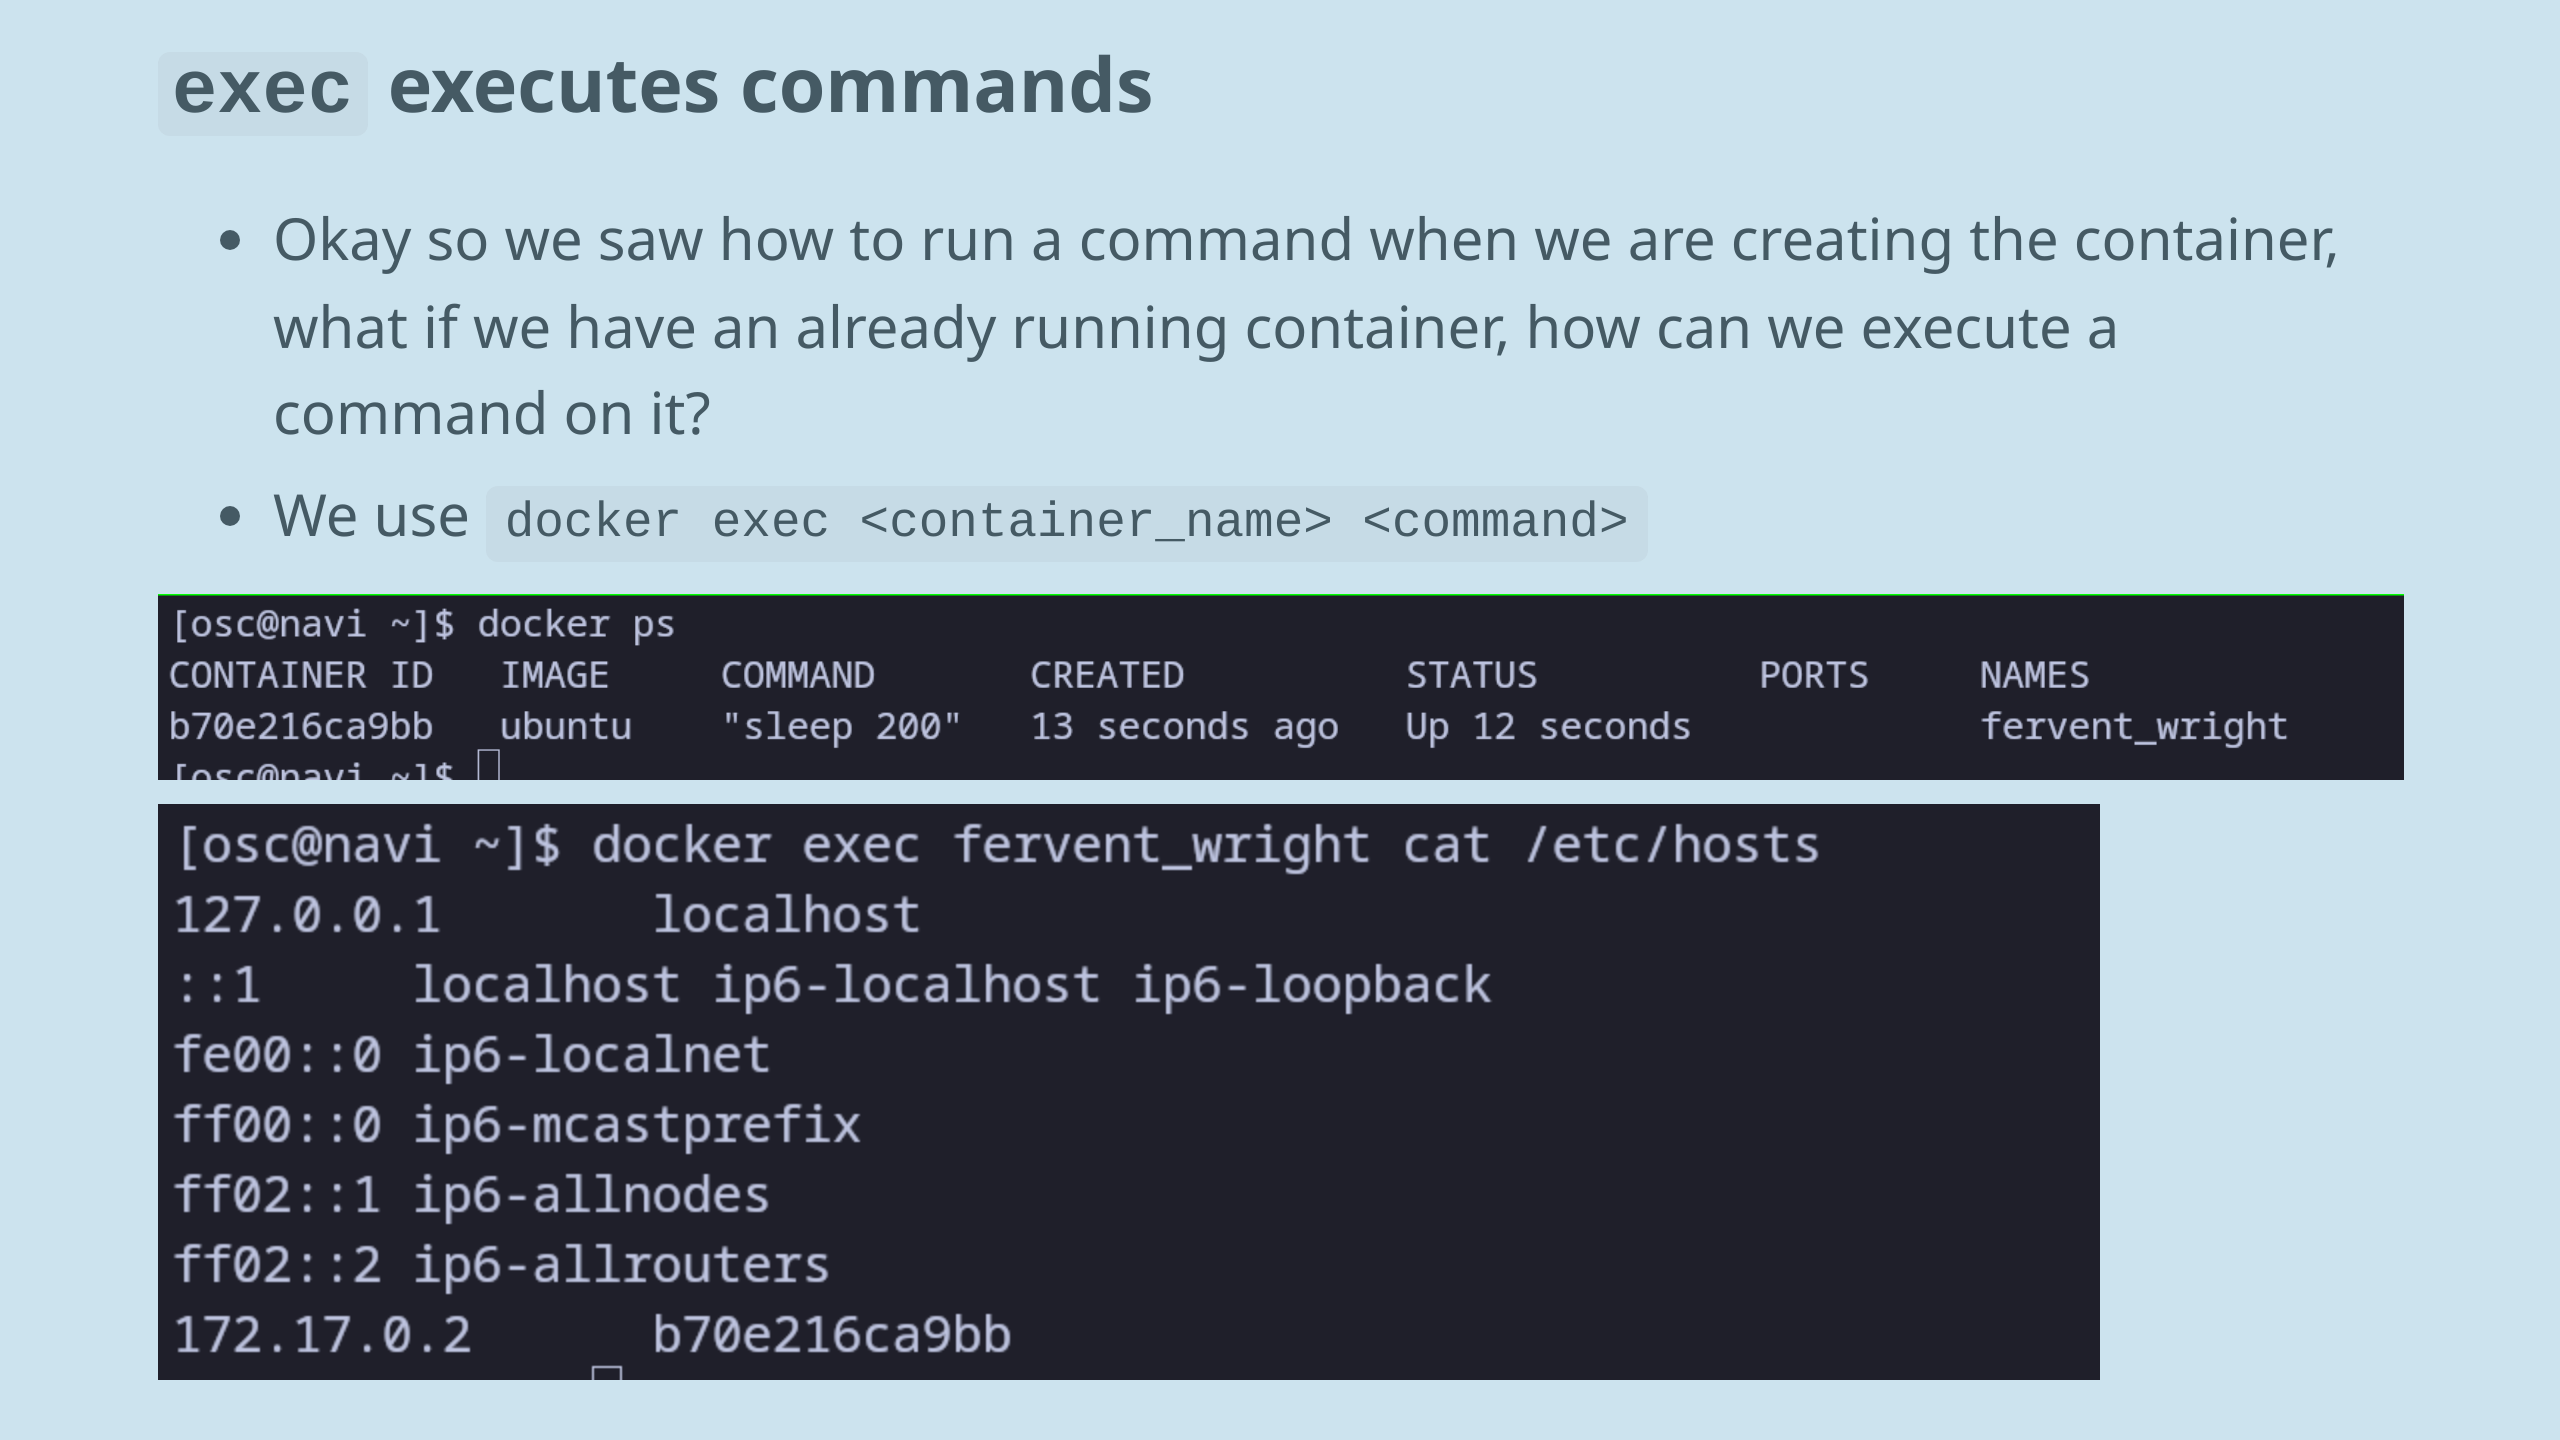 exec executes commands
Okay so we saw how to run a command when we are creating the container,
what if we have an already running container, how can we execute a
command on it?
We use docker exec <container_name> <command>
[osc@navi ~]$ docker ps
CONTAINER ID   IMAGE     COMMAND       CREATED          STATUS          PORTS     NAMES
b70e216ca9bb   ubuntu    "sleep 200"   13 seconds ago   Up 12 seconds             fervent_wright
[osc@navi ~]$
[osc@navi ~]$ docker exec fervent_wright cat /etc/hosts
127.0.0.1       localhost
::1     localhost ip6-localhost ip6-loopback
fe00::0 ip6-localnet
ff00::0 ip6-mcastprefix
ff02::1 ip6-allnodes
ff02::2 ip6-allrouters
172.17.0.2      b70e216ca9bb